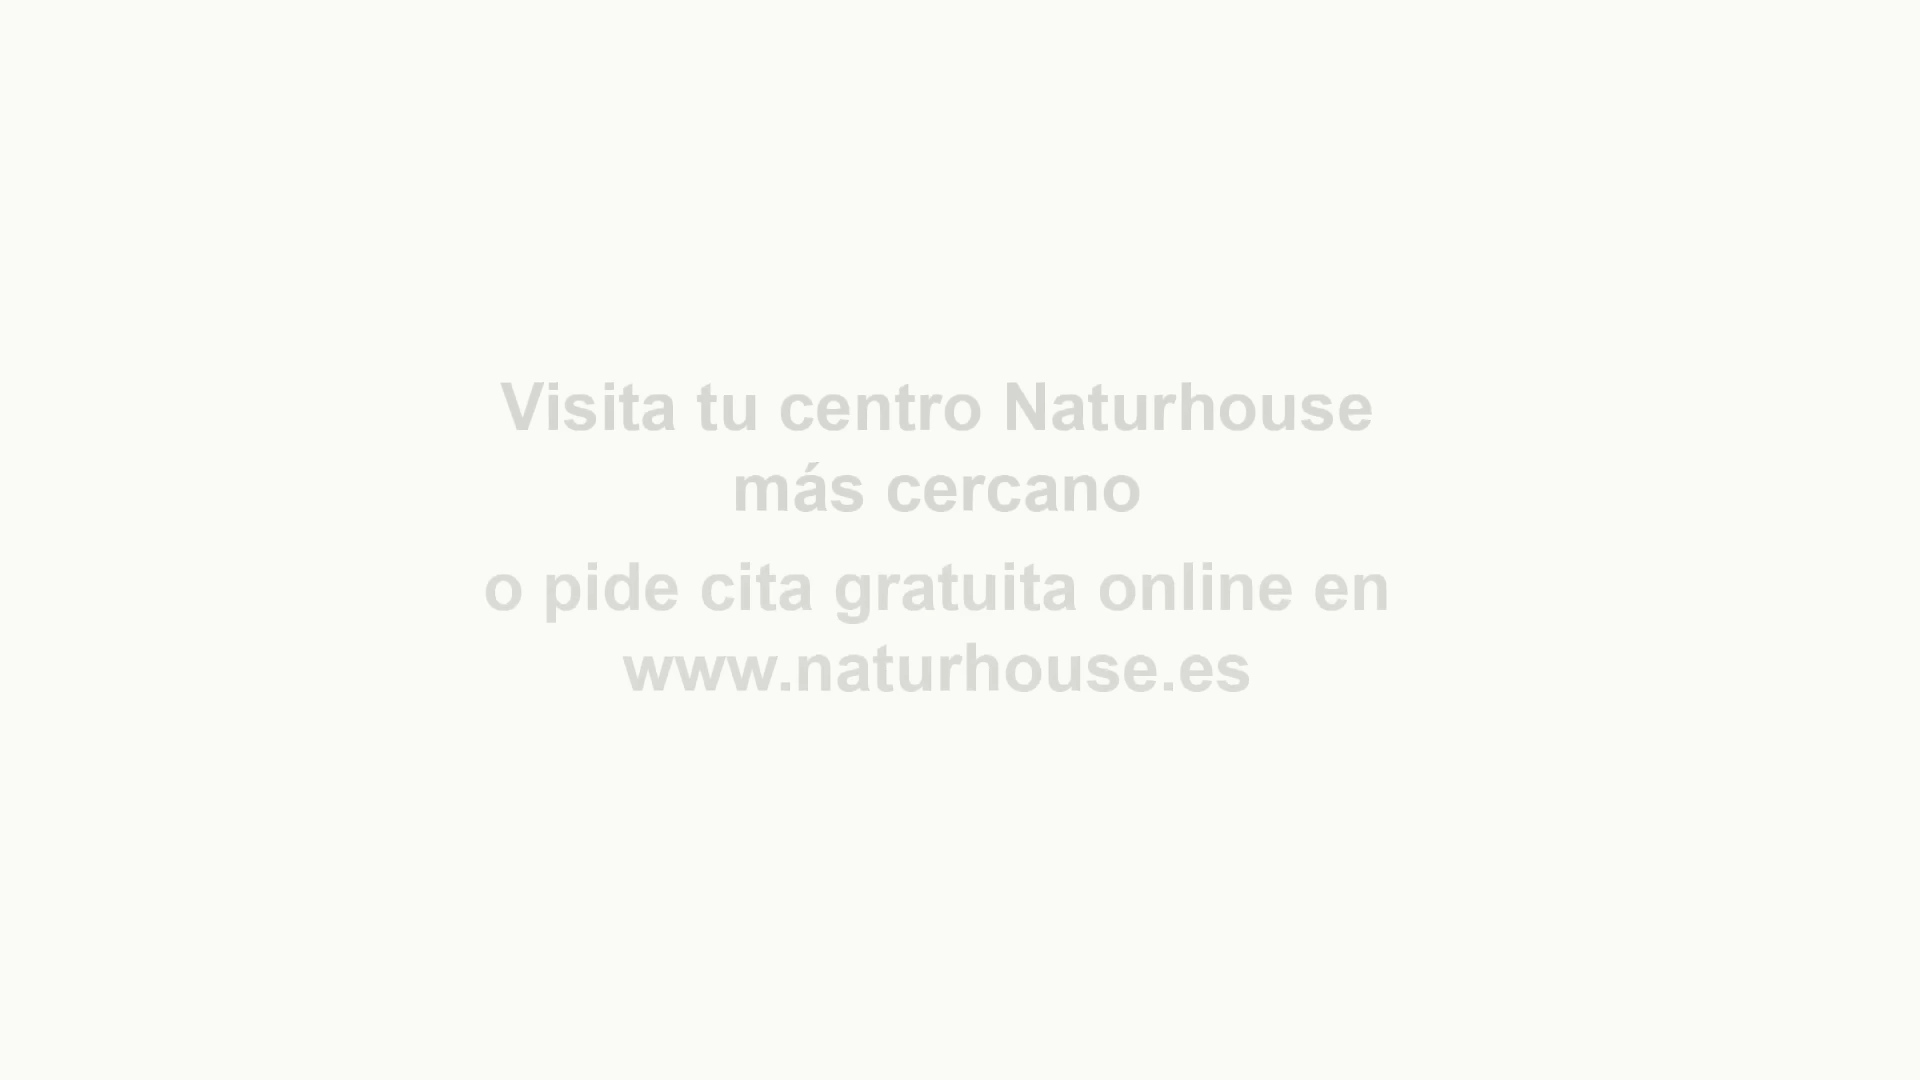 Visita tu centro Naturhouse
más cercano
o pide cita gratuita online en
www.naturhouse.es